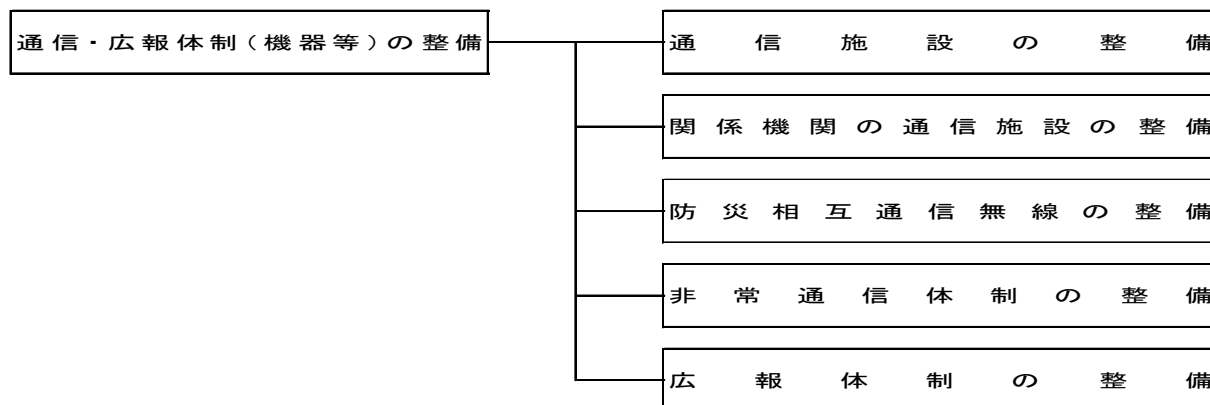 通信・広報体制(機器等)の整備
通信施設の整備
関係機関の通信施設の整備
防災相互通信無線の整備
非常通信体制の整備
広報体制の整備